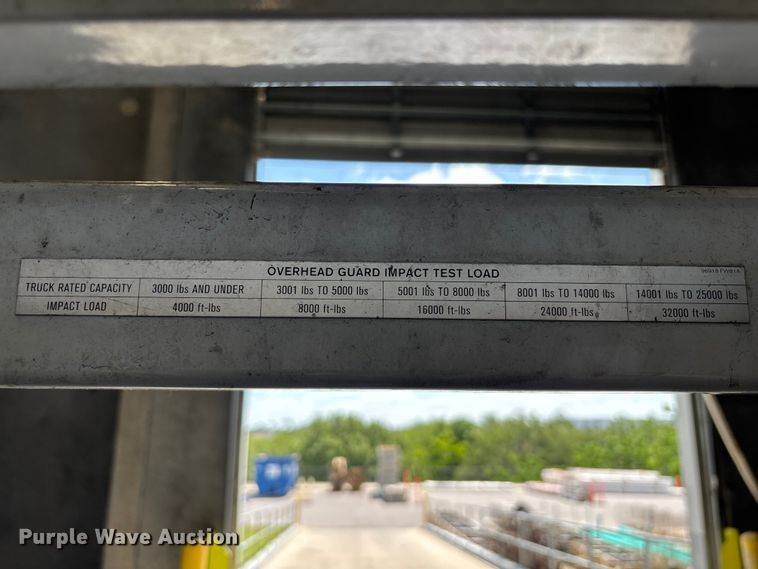 OVERHEAD GUARD IMPACT TEST LOAD
TRUCK RATED CAPACITY 3000 lbs AND UNDER 3001 lbs TO 5000 lbs 5001 lbs TO 8000 lbs 8001 lbs TO 14000 lbs 14001 lbs TO 25000 lbs
IMPACT LOAD 4000 ft-lbs 8000 ft-lbs 16000 ft-lbs 24000 ft-lbs 32000 ft-lbs
Purple Wave Auction